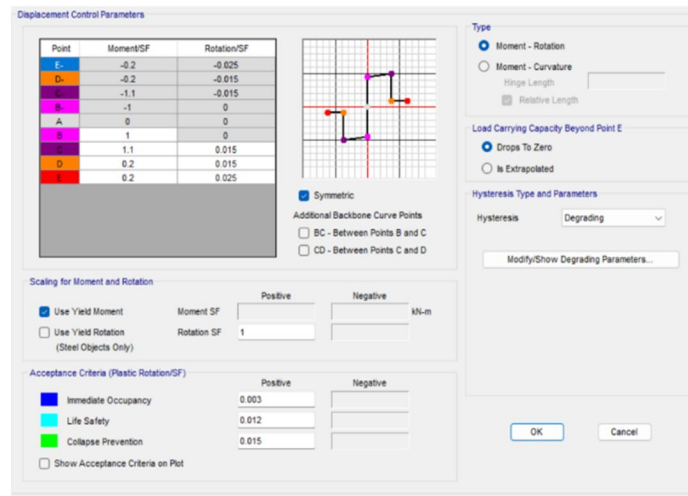 Displacement Control Parameters
Point Moment/SF Rotation/SF
E- -0.2 -0.025
D- -0.2 -0.015
C- -1.1 -0.015
B- -1 0
A 0 0
B 1 0
C 1.1 0.015
D 0.2 0.015
E 0.2 0.025
Symmetric
Additional Backbone Curve Points
BC - Between Points B and C
CD - Between Points C and D
Scaling for Moment and Rotation
Positive Negative
Use Yield Moment Moment SF kN-m
Use Yield Rotation Rotation SF 1
(Steel Objects Only)
Acceptance Criteria (Plastic Rotation/SF)
Positive Negative
Immediate Occupancy 0.003
Life Safety 0.012
Collapse Prevention 0.015
Show Acceptance Criteria on Plot
Type
Moment - Rotation
Moment - Curvature
Hinge Length
Relative Length
Load Carrying Capacity Beyond Point E
Drops To Zero
Is Extrapolated
Hysteresis Type and Parameters
Hysteresis Degrading
Modify/Show Degrading Parameters...
OK Cancel